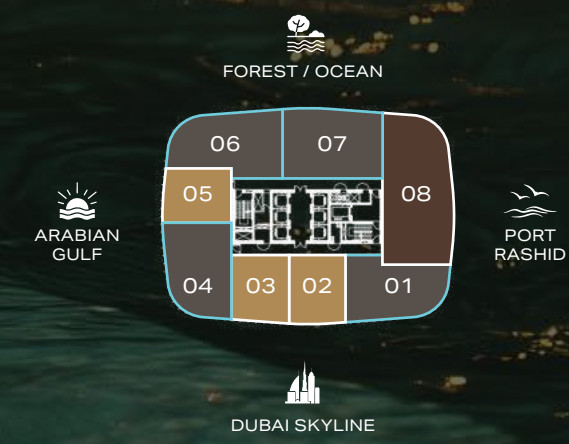 FOREST / OCEAN
06
07
05
08
ARABIAN
GULF
PORT
RASHID
04
03
02
01
DUBAI SKYLINE